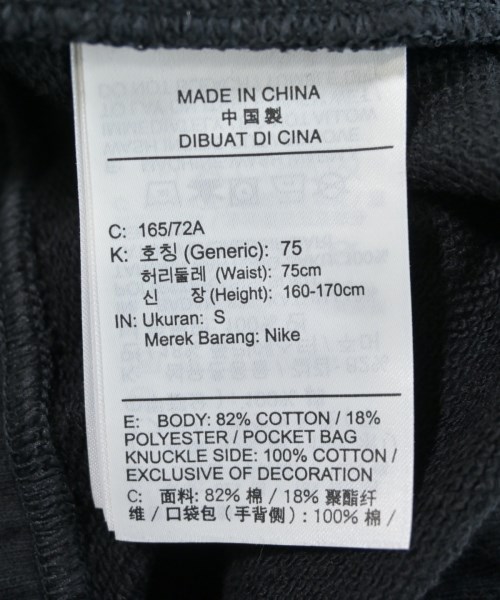 MADE IN CHINA
中国製
DIBUAT DI CINA
C: 165/72A
K: 호칭 (Generic): 75
허리둘레 (Waist): 75cm
신 장 (Height): 160-170cm
IN: Ukuran: S
Merek Barang: Nike
E: BODY: 82% COTTON / 18%
POLYESTER / POCKET BAG
KNUCKLE SIDE: 100% COTTON /
EXCLUSIVE OF DECORATION
C: 面料: 82% 棉 / 18% 聚酯纤
维 / 口袋包 (手背侧) : 100% 棉 /